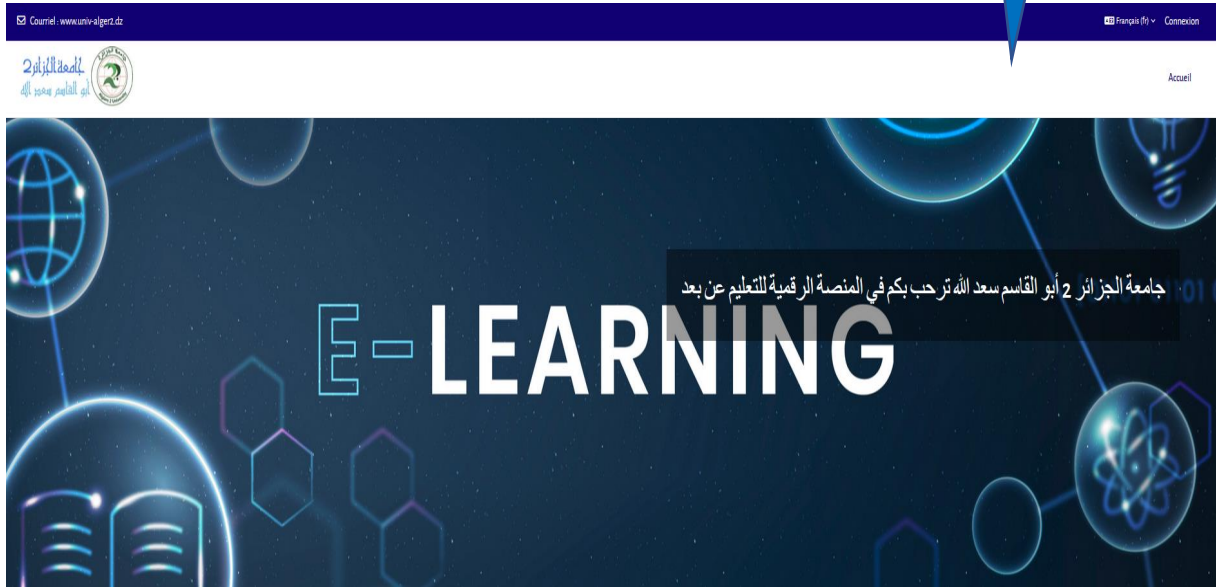 Courriel : www.univ-alger2.dz
Français (fr)
Connexion
جامعة الجزائر 2
أبو القاسم سعد الله
Accueil
جامعة الجزائر 2 أبو القاسم سعد الله ترحب بكم في المنصة الرقمية للتعليم عن بعد
E-LEARNING